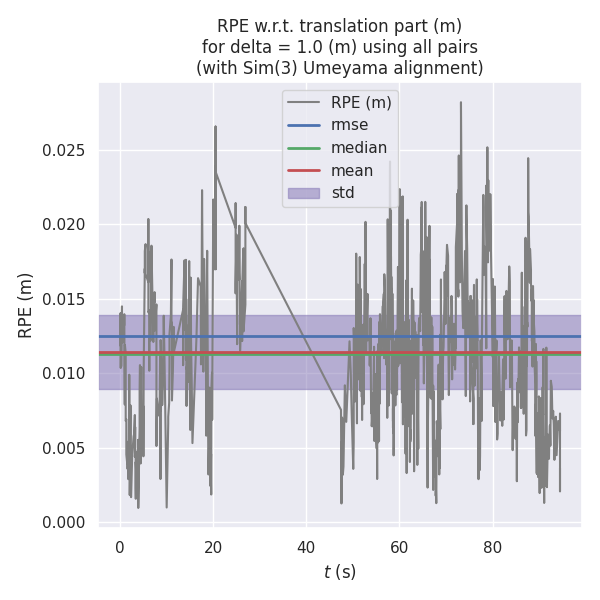 RPE w.r.t. translation part (m)
for delta = 1.0 (m) using all pairs
(with Sim(3) Umeyama alignment)
RPE (m)
rmse
median
mean
std
RPE (m)
0.025
0.020
0.015
0.010
0.005
0.000
0
20
40
60
80
t (s)